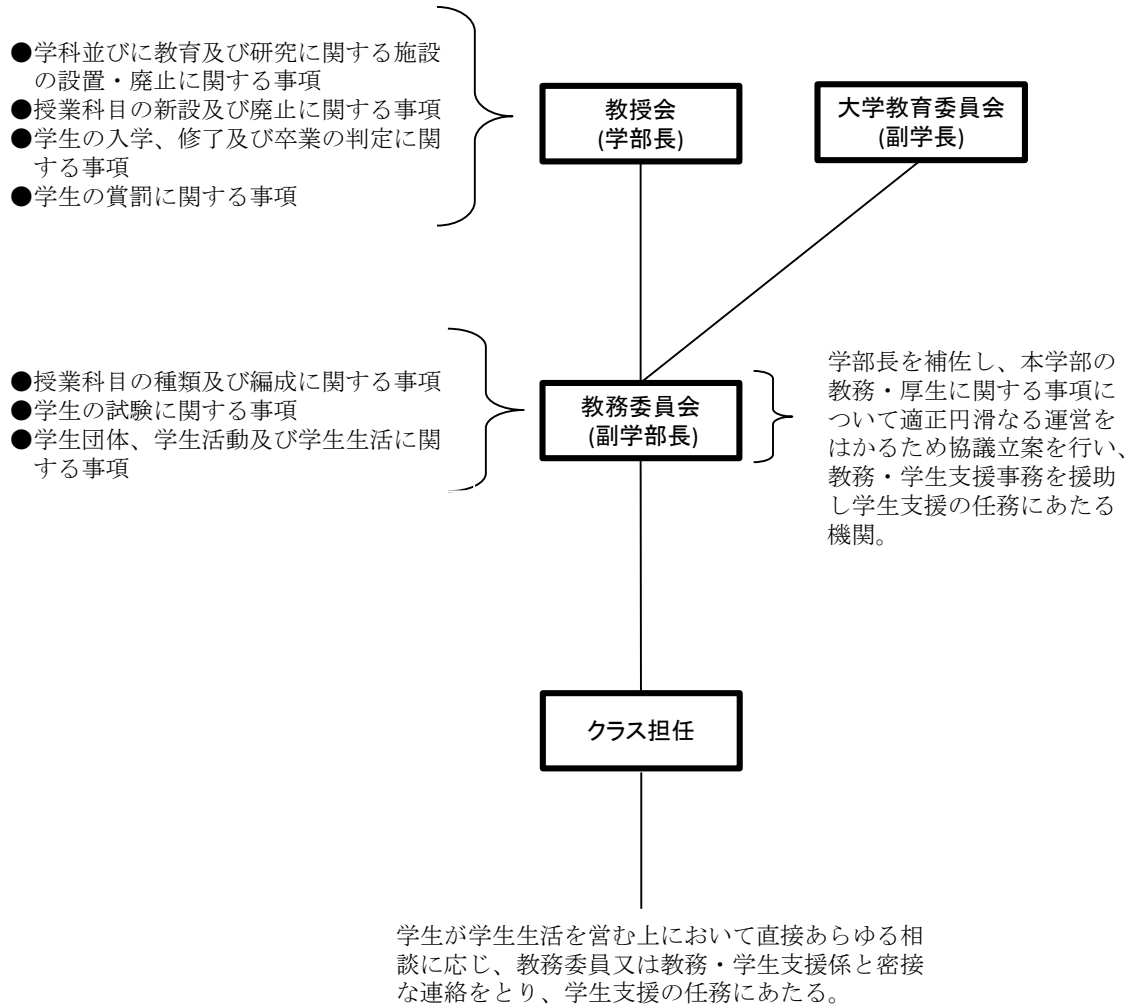 ●学科並びに教育及び研究に関する施設
の設置・廃止に関する事項
●授業科目の新設及び廃止に関する事項
●学生の入学、修了及び卒業の判定に関
する事項
●学生の賞罰に関する事項
教授会
(学部長)
大学教育委員会
(副学長)
●授業科目の種類及び編成に関する事項
●学生の試験に関する事項
●学生団体、学生活動及び学生生活に関
する事項
教務委員会
(副学部長)
学部長を補佐し、本学部の
教務・厚生に関する事項に
ついて適正円滑なる運営を
はかるため協議立案を行い、
教務・学生支援事務を援助
し学生支援の任務にあたる
機関。
クラス担任
学生が学生生活を営む上において直接あらゆる相
談に応じ、教務委員又は教務・学生支援係と密接
な連絡をとり、学生支援の任務にあたる。